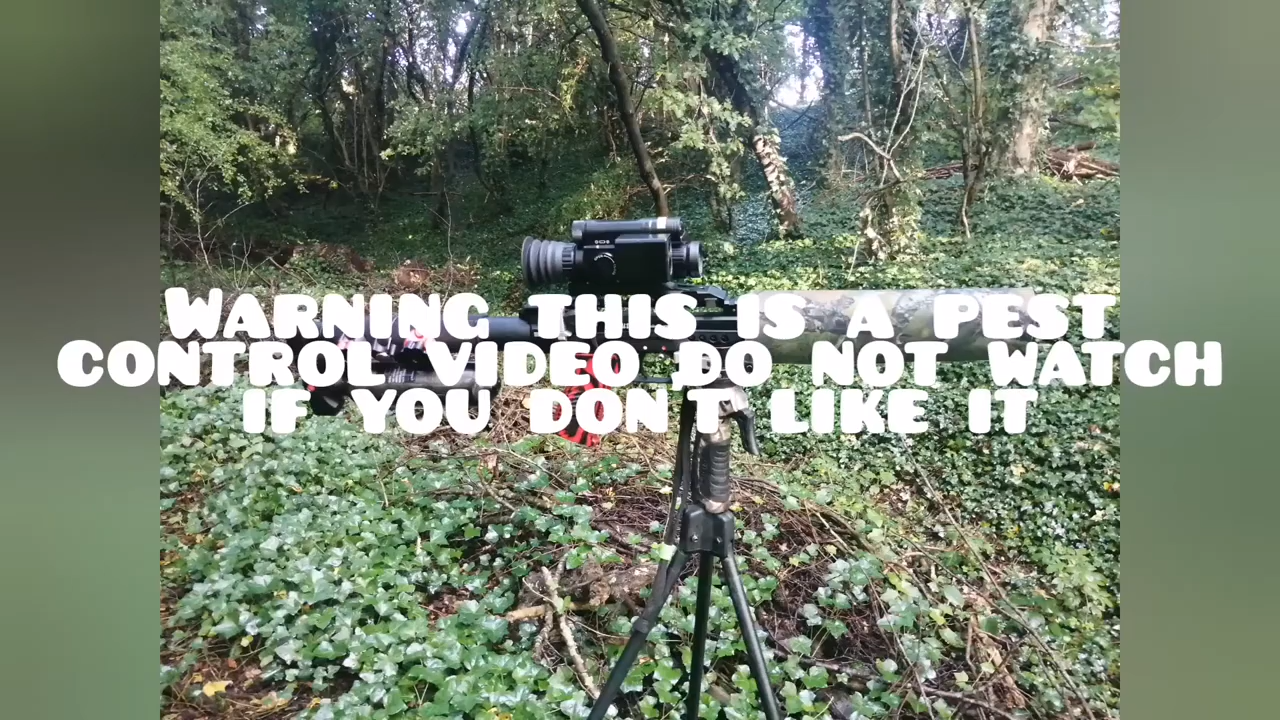 WARNING THIS IS A PEST
CONTROL VIDEO DO NOT WATCH
IF YOU DON'T LIKE IT